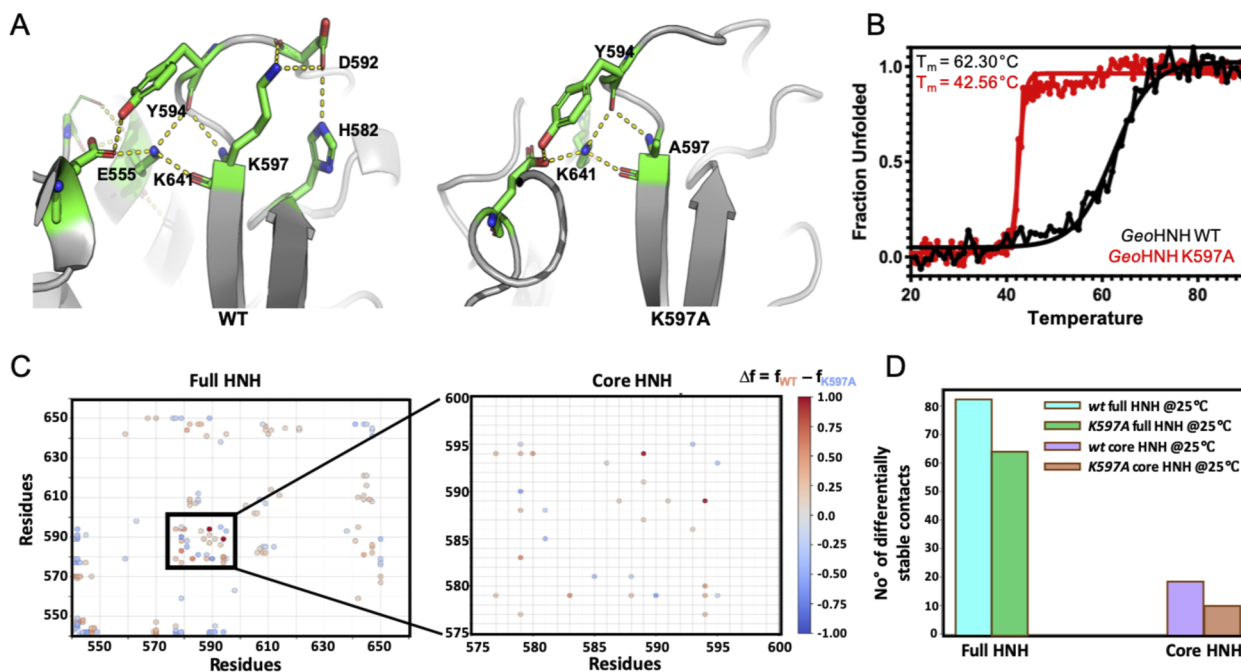 A
D592
Y594
H582
E555
K597
K641
WT
Y594
A597
K641
K597A
B
Tm = 62.30°C
Tm = 42.56°C
Fraction Unfolded
1.0
0.5
0.0
GeoHNH WT
GeoHNH K597A
20 40 60 80
Temperature
C
Full HNH
Residues
650
630
610
590
570
550
550 570 590 610 630 650
Residues
Core HNH
600
595
590
585
580
575
575 580 585 590 595 600
Residues
Δf = fWT − fK597A
1.00
0.75
0.50
0.25
0.0
-0.25
-0.50
-0.75
-1.00
D
No° of differentially
stable contacts
80
70
60
50
40
30
20
10
0
wt full HNH @25°C
K597A full HNH @25°C
wt core HNH @25°C
K597A core HNH @25°C
Full HNH
Core HNH